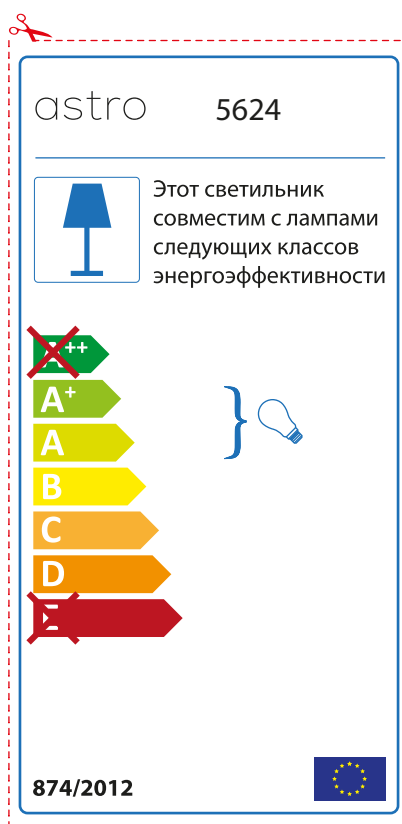 astro 5624
Этот светильник
совместим с лампами
следующих классов
энергоэффективности
A++
A+
A
B
C
D
E
874/2012